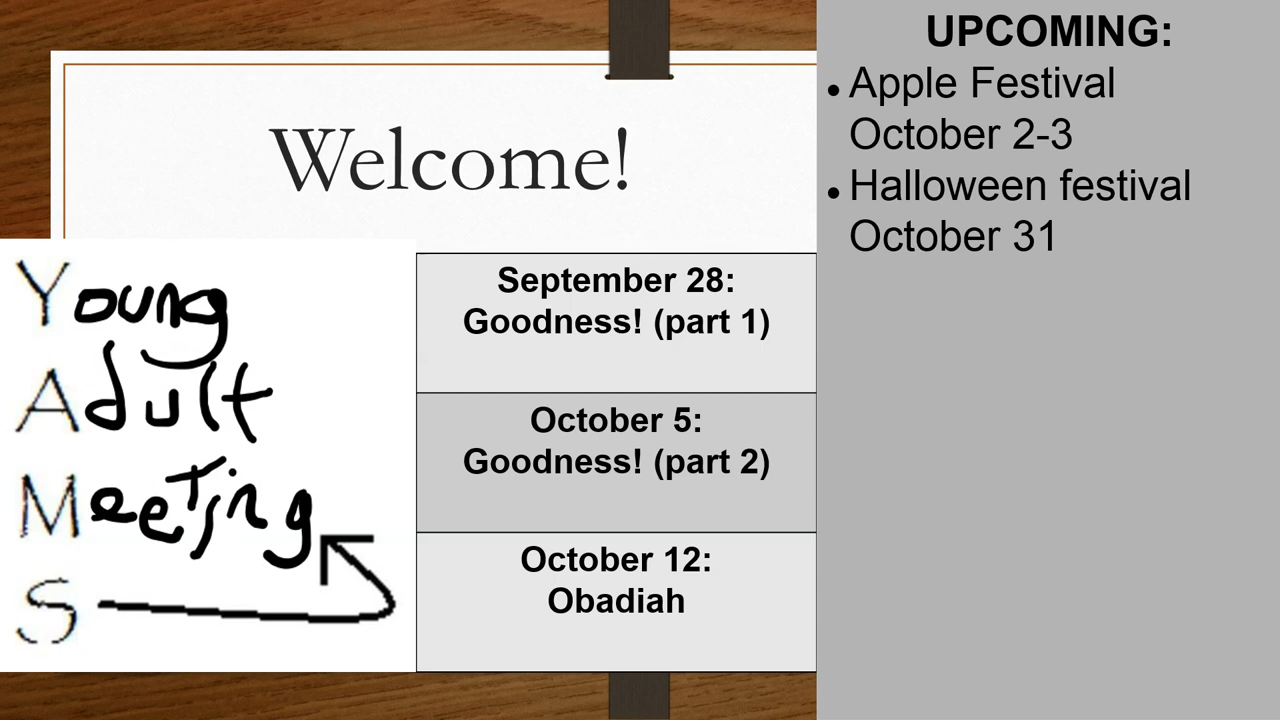 Welcome!
Young
Adult
Meeting
S
September 28:
Goodness! (part 1)
October 5:
Goodness! (part 2)
October 12:
Obadiah
UPCOMING:
• Apple Festival
October 2-3
• Halloween festival
October 31